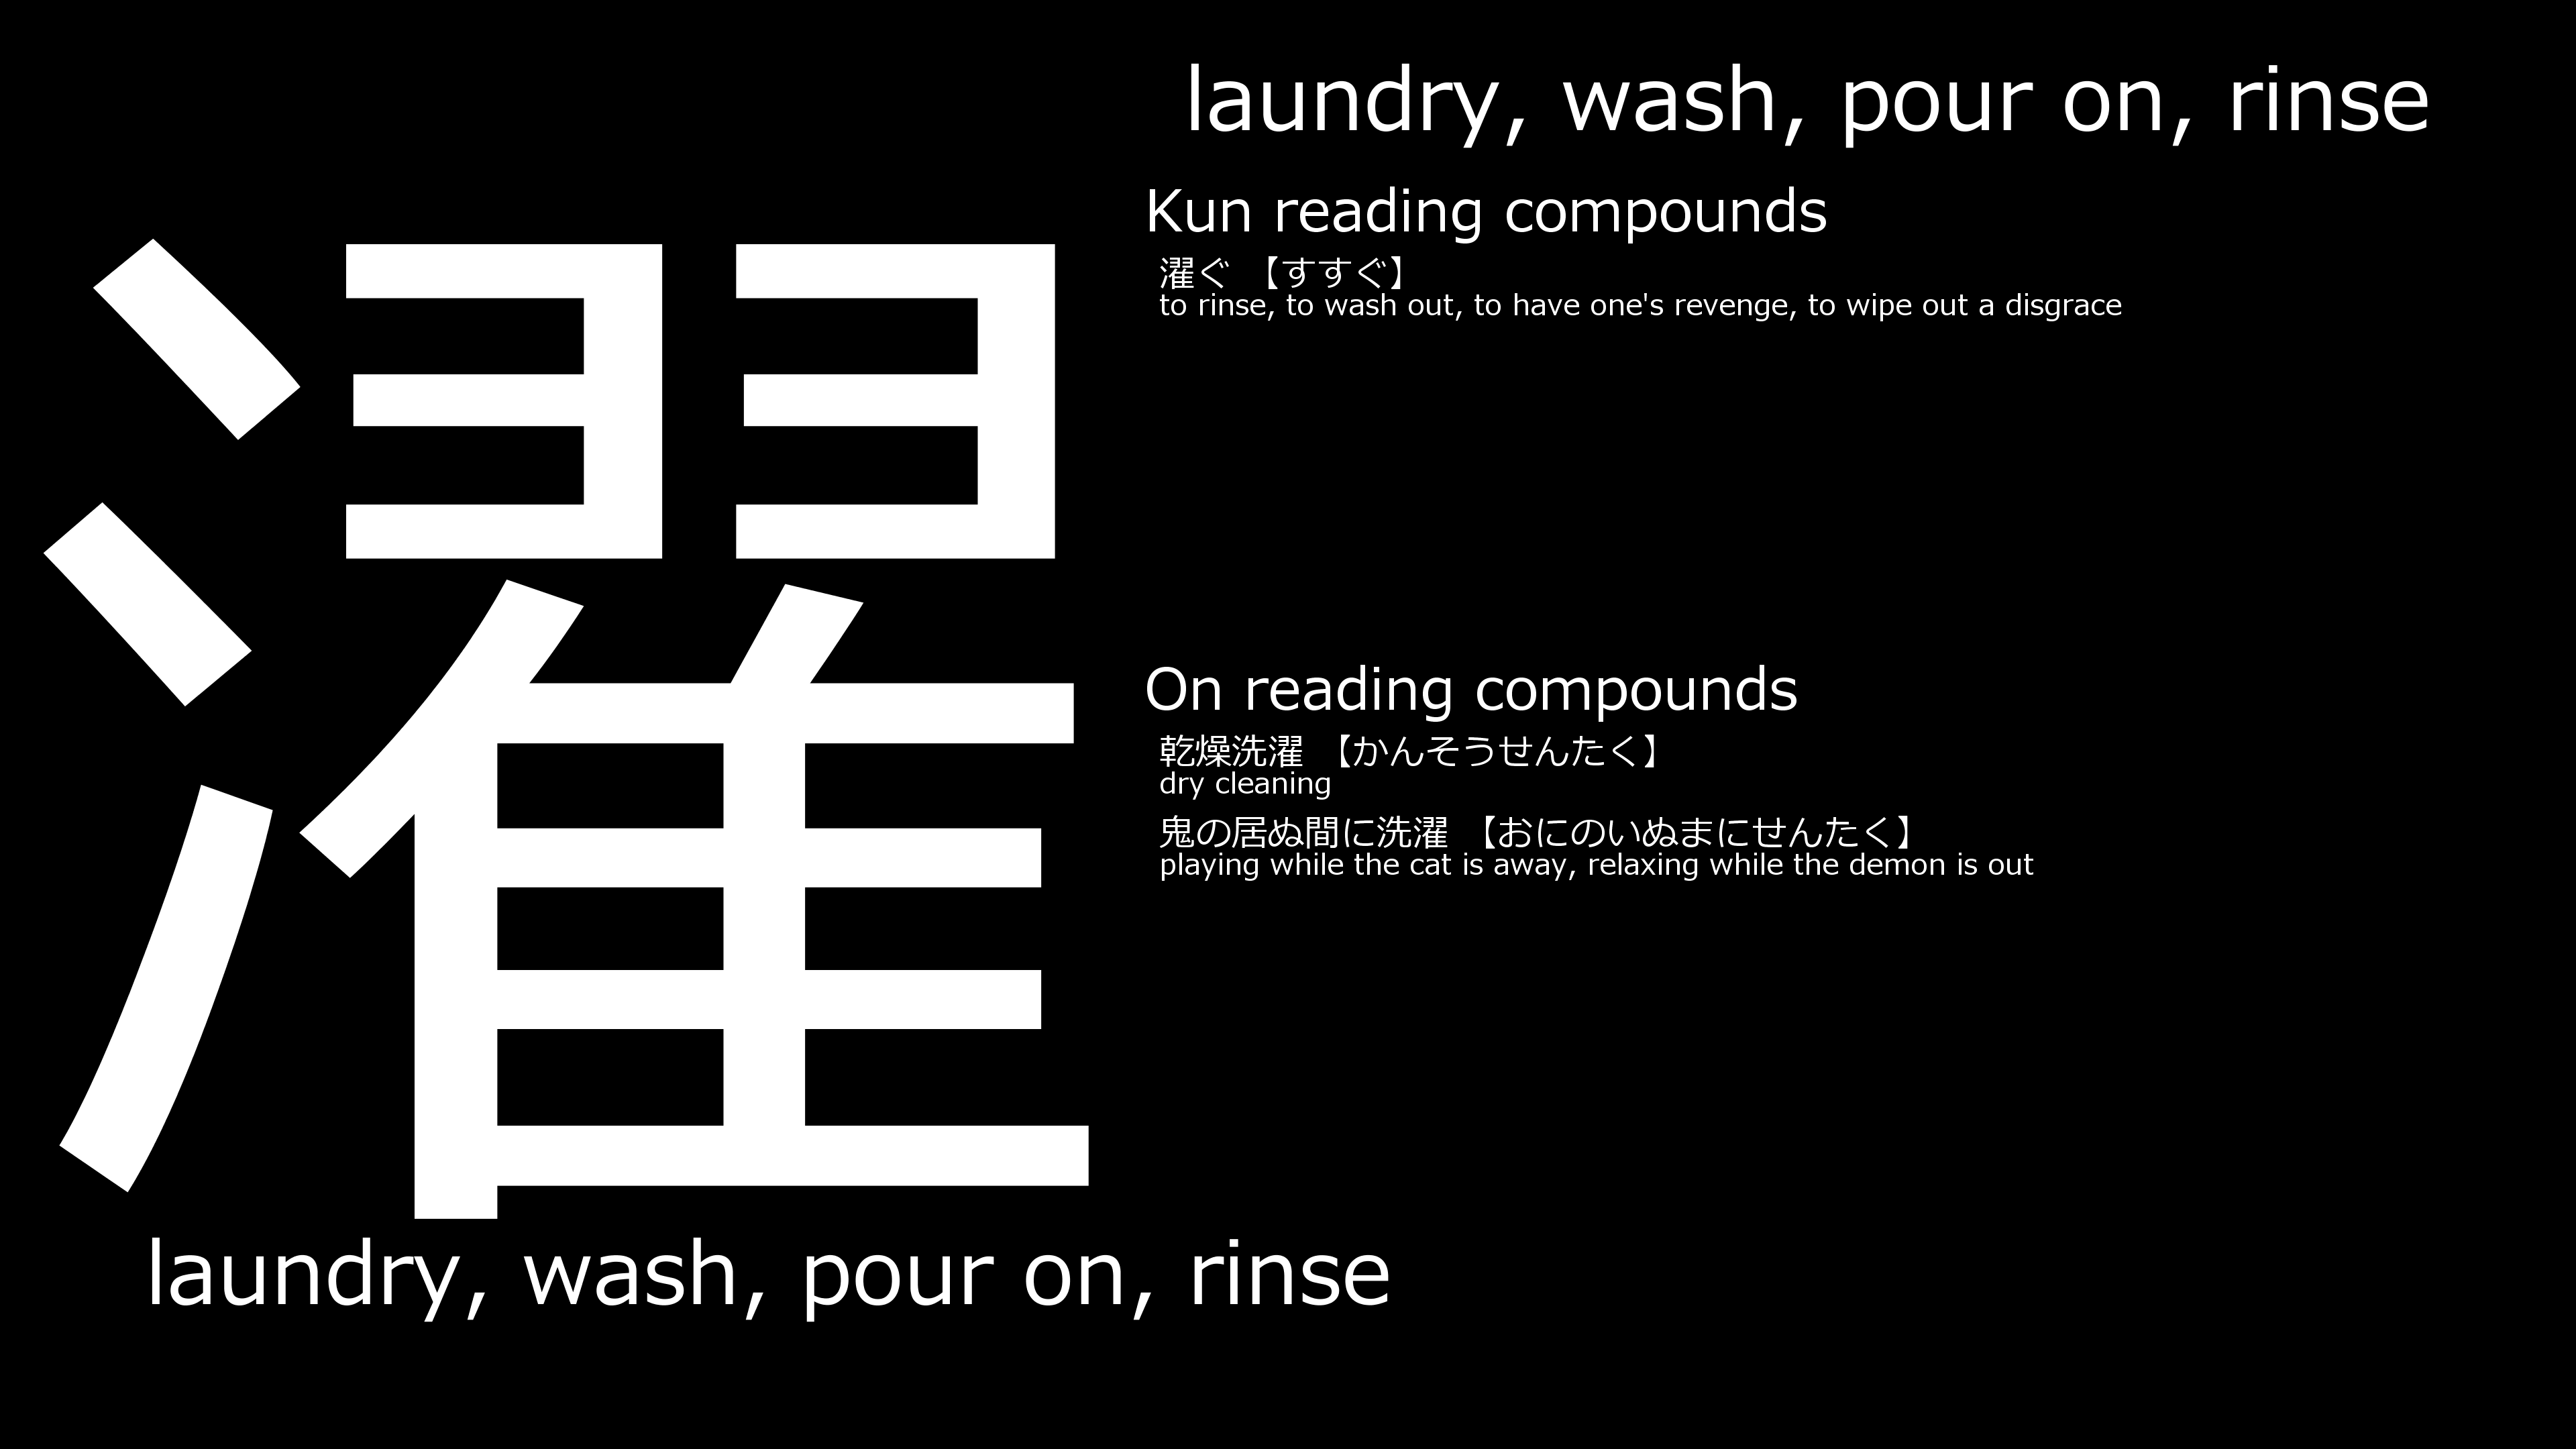 濯
laundry, wash, pour on, rinse
laundry, wash, pour on, rinse
Kun reading compounds
濯ぐ 【すすぐ】
to rinse, to wash out, to have one's revenge, to wipe out a disgrace
On reading compounds
乾燥洗濯 【かんそうせんたく】
dry cleaning
鬼の居ぬ間に洗濯 【おにのいぬまにせんたく】
playing while the cat is away, relaxing while the demon is out